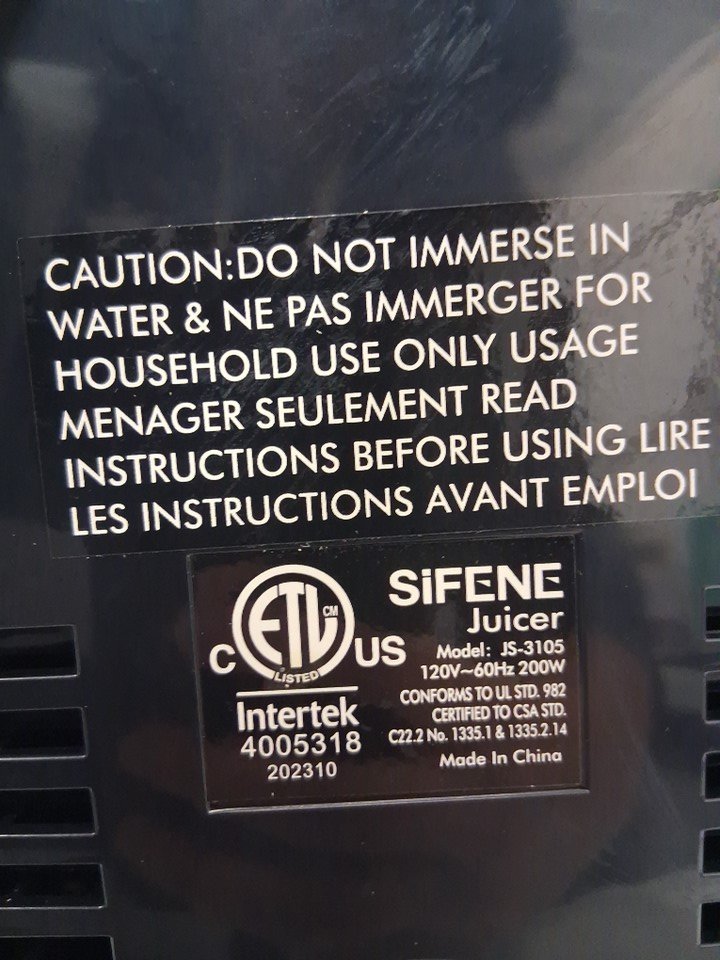 CAUTION:DO NOT IMMERSE IN
WATER & NE PAS IMMERGER FOR
HOUSEHOLD USE ONLY USAGE
MENAGER SEULEMENT READ
INSTRUCTIONS BEFORE USING LIRE
LES INSTRUCTIONS AVANT EMPLOI
ETL CM
LISTED
C US
Intertek
4005318
202310
SiFENE
Juicer
Model: JS-3105
120V~60Hz 200W
CONFORMS TO UL STD. 982
CERTIFIED TO CSA STD.
C22.2 No. 1335.1 & 1335.2.14
Made In China